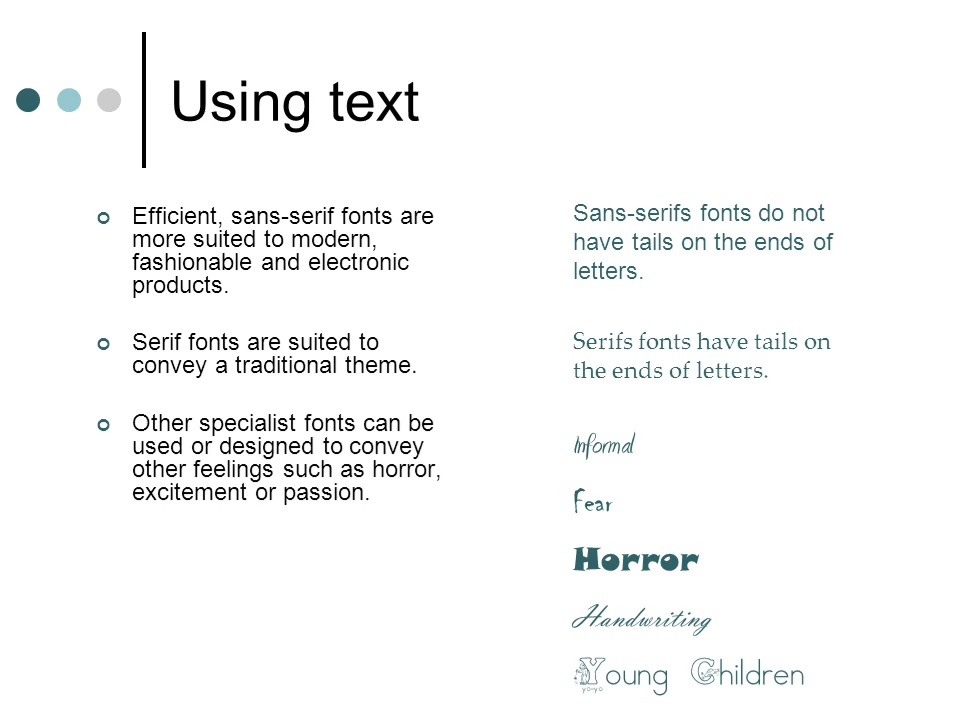 Using text
Efficient, sans-serif fonts are
more suited to modern,
fashionable and electronic
products.
Serif fonts are suited to
convey a traditional theme.
Other specialist fonts can be
used or designed to convey
other feelings such as horror,
excitement or passion.
Sans-serifs fonts do not
have tails on the ends of
letters.
Serifs fonts have tails on
the ends of letters.
Informal
Fear
Horror
Handwriting
Young Children
yo-yo